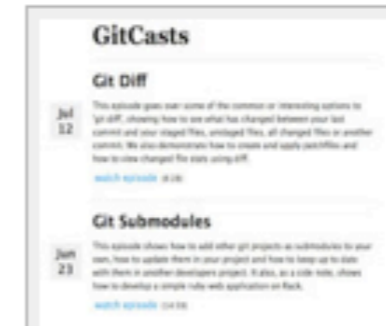 GitCasts
Git Diff
Jul
12
This episode goes over some of the common or interesting options to
'git diff', showing how to see what has changed between your last
commit and your staged files, unstaged files, all changed files or another
commit. We also demonstrate how to create and apply patchfiles and
how to view changed file stats using diff.
watch episode
Git Submodules
Jun
23
This episode shows how to add other git projects as submodules to your
own, how to update them in your project and how to keep up to date
with them in another developers project. It also, as a side note, shows
how to develop a simple ruby web application on Rack.
watch episode